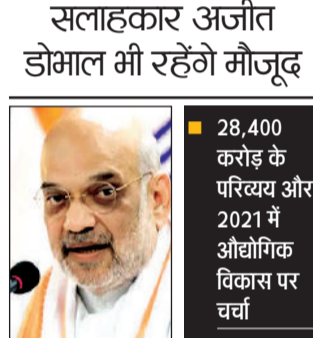 सलाहकार अजीत
डोभाल भी रहेंगे मौजूद
28,400
करोड़ के
परिव्यय और
2021 में
औद्योगिक
विकास पर
चर्चा